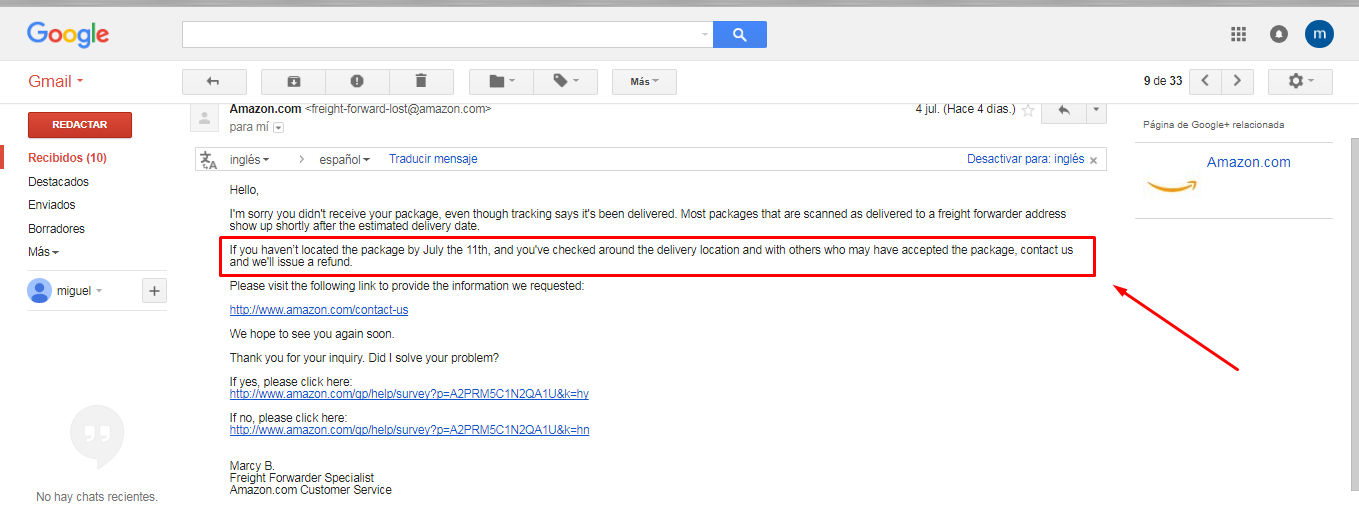 Google
m
Gmail
Más
9 de 33
REDACTAR
Recibidos (10)
Destacados
Enviados
Borradores
Más
miguel
No hay chats recientes.
Amazon.com <freight-forward-lost@amazon.com>
4 jul. (Hace 4 días.)
para mí
inglés > español Traducir mensaje
Desactivar para: inglés x
Hello,
I'm sorry you didn't receive your package, even though tracking says it's been delivered. Most packages that are scanned as delivered to a freight forwarder address
show up shortly after the estimated delivery date.
If you haven't located the package by July the 11th, and you've checked around the delivery location and with others who may have accepted the package, contact us
and we'll issue a refund.
Please visit the following link to provide the information we requested:
http://www.amazon.com/contact-us
We hope to see you again soon.
Thank you for your inquiry. Did I solve your problem?
If yes, please click here:
http://www.amazon.com/gp/help/survey?p=A2PRM5C1N2QA1U&k=hy
If no, please click here:
http://www.amazon.com/gp/help/survey?p=A2PRM5C1N2QA1U&k=hn
Marcy B.
Freight Forwarder Specialist
Amazon.com Customer Service
Página de Google+ relacionada
Amazon.com